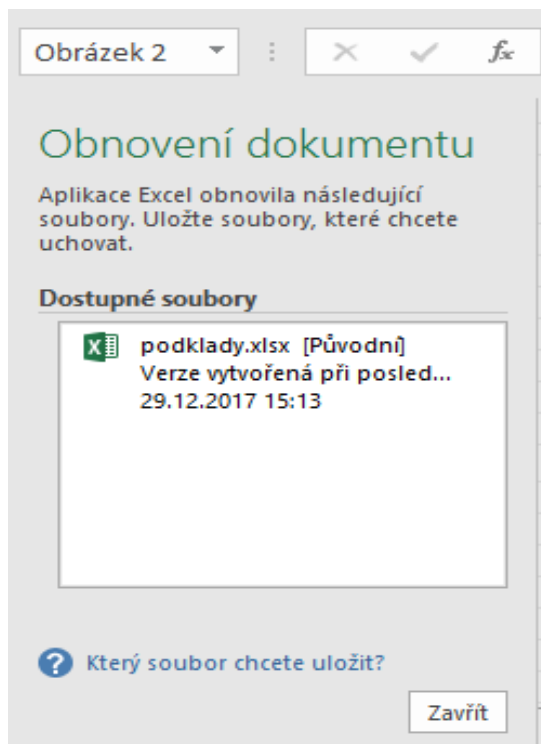 Obrázek 2 fx
Obnovení dokumentu
Aplikace Excel obnovila následující
soubory. Uložte soubory, které chcete
uchovat.
Dostupné soubory
podklady.xlsx [Původní]
Verze vytvořená při posled...
29.12.2017 15:13
Který soubor chcete uložit?
Zavřít